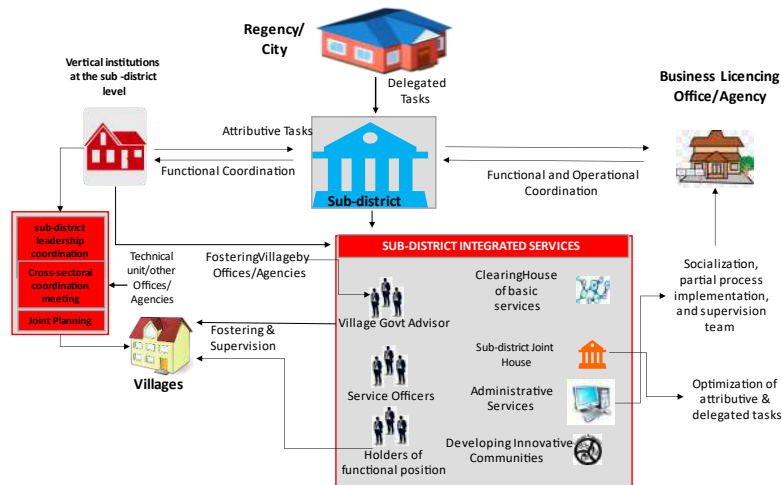 Regency/
City
Delegated
Tasks
Vertical institutions
at the sub -district
level
Business Licencing
Office/Agency
Attributive Tasks
Functional Coordination
Functional and Operational
Coordination
Sub-district
sub-district
leadership
coordination
Cross-sectoral
coordination
meeting
Joint Planning
Technical
unit/other
Offices/
Agencies
Villages
Fostering &
Supervision
FosteringVillageby
Offices/Agencies
SUB-DISTRICT INTEGRATED SERVICES
Village Govt Advisor
Service Officers
Holders
of functional position
ClearingHouse
of basic
services
Sub-district Joint
House
Administrative
Services
Developing Innovative
Communities
Socialization,
partial process
implementation,
and supervision
team
Optimization of
attributive &
delegated tasks